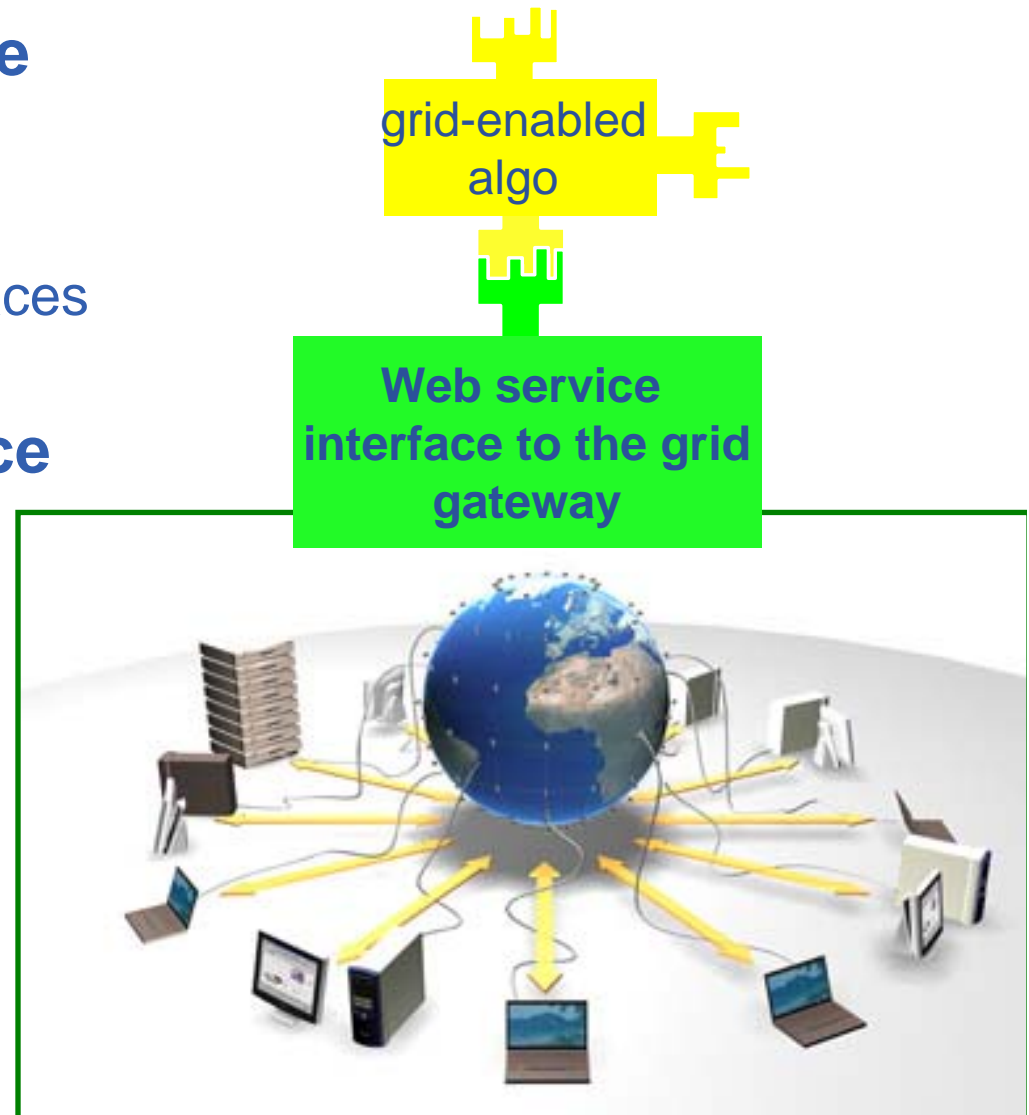 e
grid-enabled
algo
ces
ce
Web service
interface to the grid
gateway